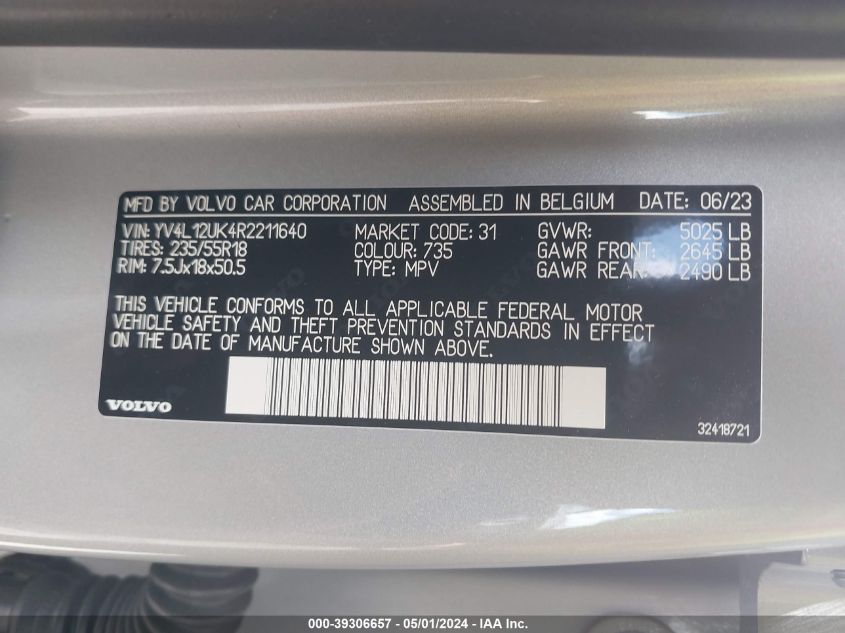 MFD BY VOLVO CAR CORPORATION ASSEMBLED IN BELGIUM DATE: 06/23
VIN: YV4L12UK4R2211640 MARKET CODE: 31 GVWR: 5025 LB
TIRES: 235/55R18 COLOUR: 735 GAWR FRONT: 2645 LB
RIM: 7.5Jx18x50.5 TYPE: MPV GAWR REAR: 2490 LB
THIS VEHICLE CONFORMS TO ALL APPLICABLE FEDERAL MOTOR
VEHICLE SAFETY AND THEFT PREVENTION STANDARDS IN EFFECT
ON THE DATE OF MANUFACTURE SHOWN ABOVE.
VOLVO
32418721
000-39306657 - 05/01/2024 - IAA Inc.